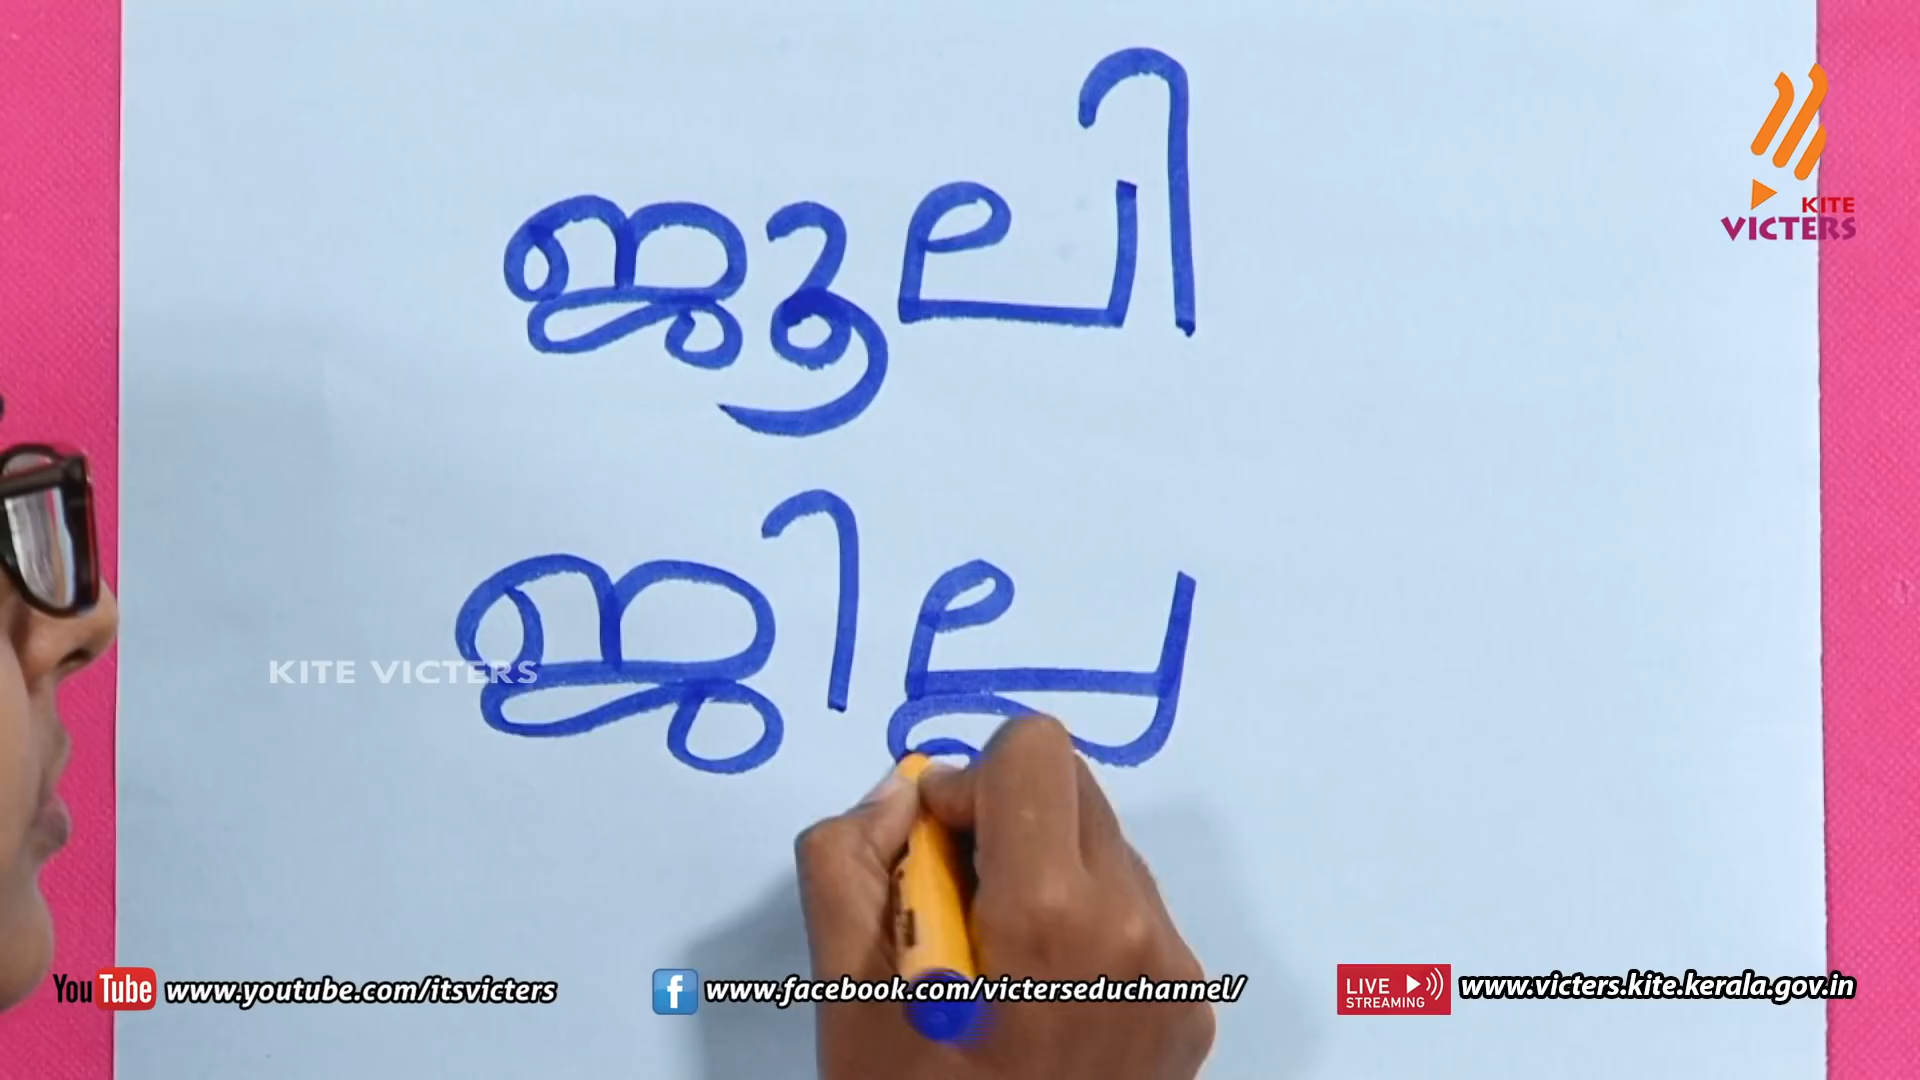 KITE
VICTERS
ജൂലി
ജില്ല
KITE VICTERS
YouTube www.youtube.com/itsvicters
f www.facebook.com/victerseduchannel/
LIVE STREAMING www.victers.kite.kerala.gov.in